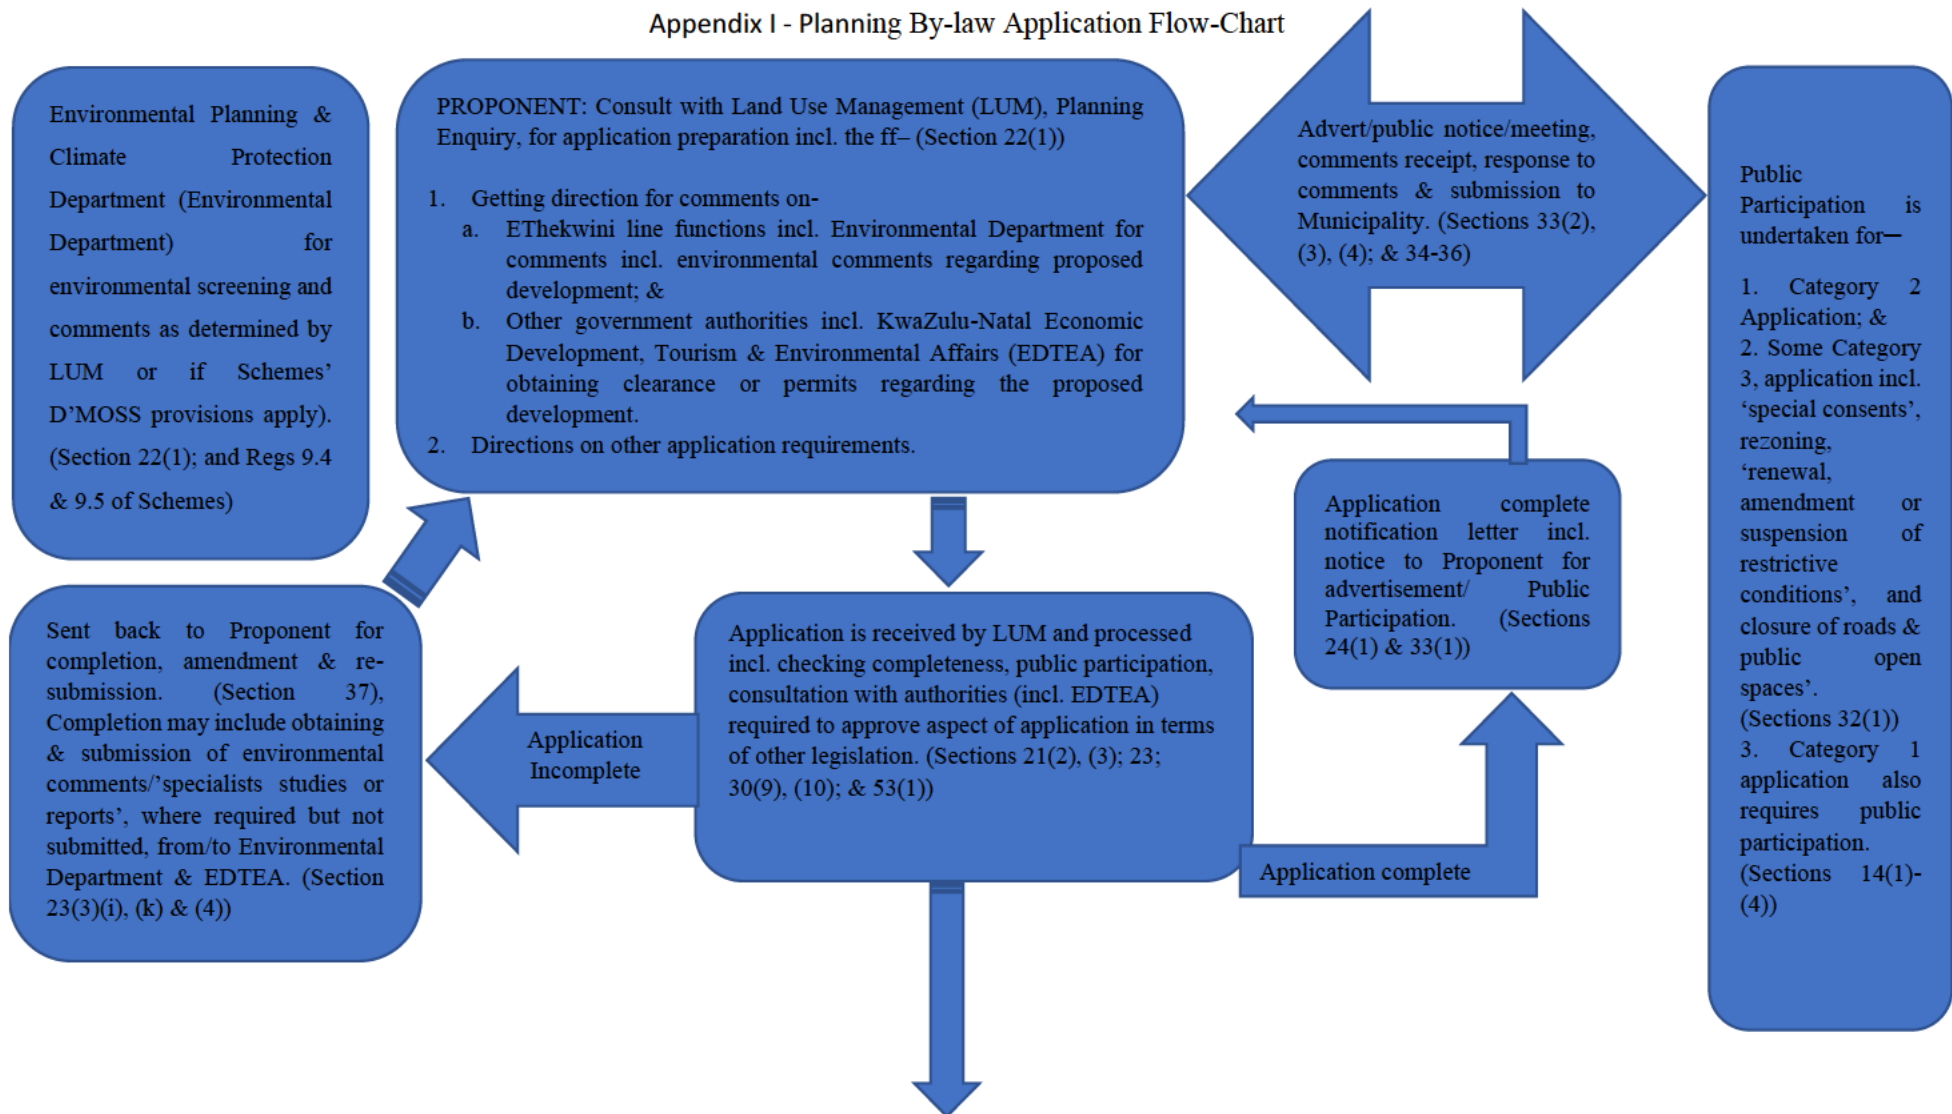 Appendix I - Planning By-law Application Flow-Chart
Environmental Planning &
Climate Protection
Department (Environmental
Department) for
environmental screening and
comments as determined by
LUM or if Schemes’
D’MOSS provisions apply).
(Section 22(1); and Regs 9.4
& 9.5 of Schemes)
PROPONENT: Consult with Land Use Management (LUM), Planning
Enquiry, for application preparation incl. the ff– (Section 22(1))
1. Getting direction for comments on-
a. EThekwini line functions incl. Environmental Department for
comments incl. environmental comments regarding proposed
development; &
b. Other government authorities incl. KwaZulu-Natal Economic
Development, Tourism & Environmental Affairs (EDTEA) for
obtaining clearance or permits regarding the proposed
development.
2. Directions on other application requirements.
Advert/public notice/meeting,
comments receipt, response to
comments & submission to
Municipality. (Sections 33(2),
(3), (4); & 34-36)
Public
Participation is
undertaken for—
1. Category 2
Application; &
2. Some Category
3, application incl.
‘special consents’,
rezoning,
‘renewal,
amendment or
suspension of
restrictive
conditions’, and
closure of roads &
public open
spaces’.
(Sections 32(1))
3. Category 1
application also
requires public
participation.
(Sections 14(1)-
(4))
Application complete
notification letter incl.
notice to Proponent for
advertisement/ Public
Participation. (Sections
24(1) & 33(1))
Sent back to Proponent for
completion, amendment & re-
submission. (Section 37),
Completion may include obtaining
& submission of environmental
comments/’specialists studies or
reports’, where required but not
submitted, from/to Environmental
Department & EDTEA. (Section
23(3)(i), (k) & (4))
Application
Incomplete
Application is received by LUM and processed
incl. checking completeness, public participation,
consultation with authorities (incl. EDTEA)
required to approve aspect of application in terms
of other legislation. (Sections 21(2), (3); 23;
30(9), (10); & 53(1))
Application complete